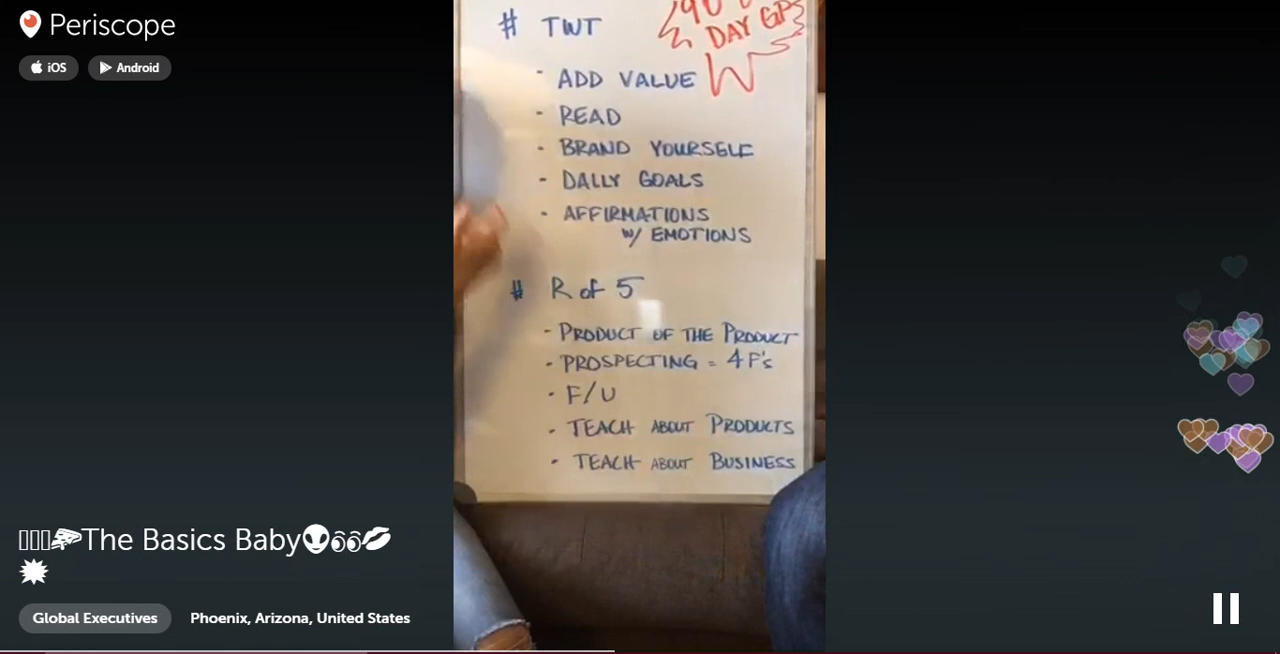 Periscope
iOS
Android
# TWT
90
DAY GPS
- ADD VALUE W
- READ
- BRAND YOURSELF
- DAILY GOALS
- AFFIRMATIONS
W/ EMOTIONS
# R of 5
- PRODUCT OF THE PRODUCT
- PROSPECTING = 4 F's
- F/U
- TEACH ABOUT PRODUCTS
- TEACH ABOUT BUSINESS
The Basics Baby
Global Executives
Phoenix, Arizona, United States